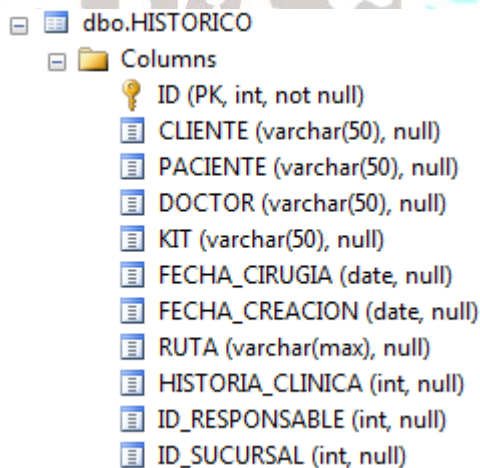 dbo.HISTORICO
Columns
ID (PK, int, not null)
CLIENTE (varchar(50), null)
PACIENTE (varchar(50), null)
DOCTOR (varchar(50), null)
KIT (varchar(50), null)
FECHA_CIRUGIA (date, null)
FECHA_CREACION (date, null)
RUTA (varchar(max), null)
HISTORIA_CLINICA (int, null)
ID_RESPONSABLE (int, null)
ID_SUCURSAL (int, null)